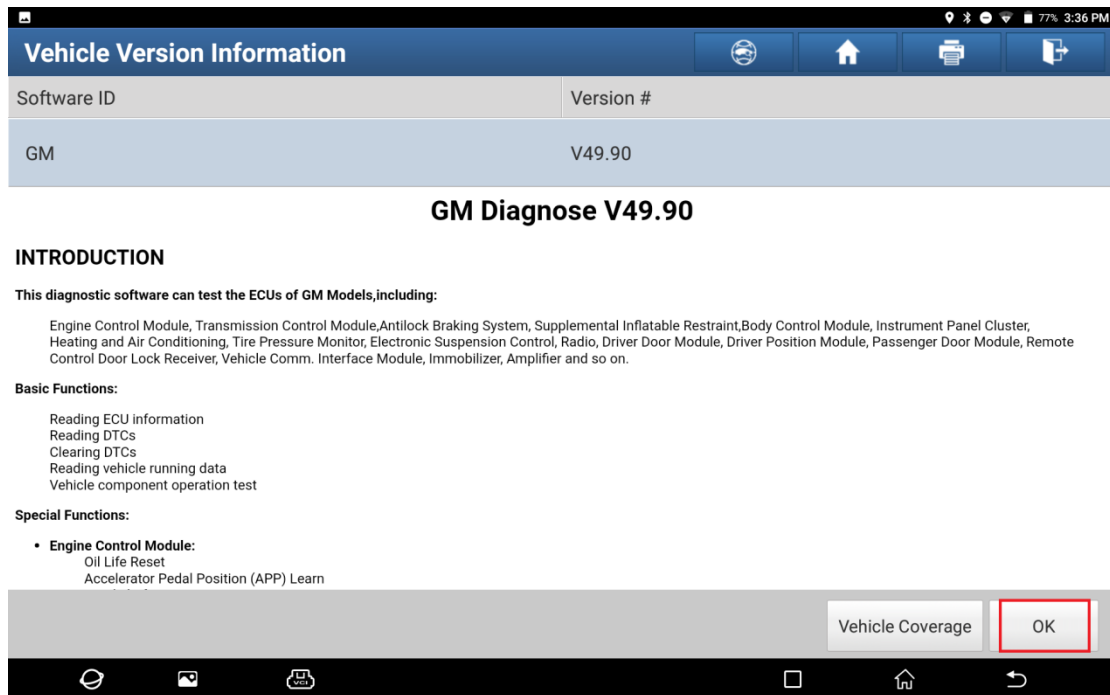 77% 3:36 PM
Vehicle Version Information
Software ID Version #
GM V49.90
GM Diagnose V49.90
INTRODUCTION
This diagnostic software can test the ECUs of GM Models,including:
Engine Control Module, Transmission Control Module,Antilock Braking System, Supplemental Inflatable Restraint,Body Control Module, Instrument Panel Cluster,
Heating and Air Conditioning, Tire Pressure Monitor, Electronic Suspension Control, Radio, Driver Door Module, Driver Position Module, Passenger Door Module, Remote
Control Door Lock Receiver, Vehicle Comm. Interface Module, Immobilizer, Amplifier and so on.
Basic Functions:
Reading ECU information
Reading DTCs
Clearing DTCs
Reading vehicle running data
Vehicle component operation test
Special Functions:
• Engine Control Module:
Oil Life Reset
Accelerator Pedal Position (APP) Learn
Vehicle Coverage OK
VCI